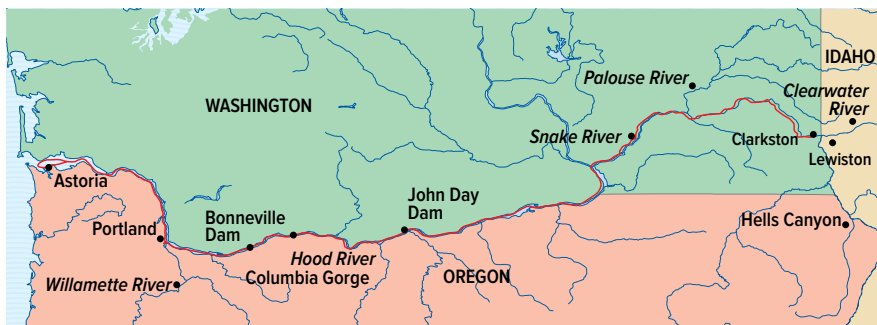 IDAHO
Palouse River
Clearwater
River
WASHINGTON
Snake River
Clarkston
Lewiston
Astoria
John Day
Dam
Bonneville
Dam
Portland
Hells Canyon
Hood River
Columbia Gorge
OREGON
Willamette River